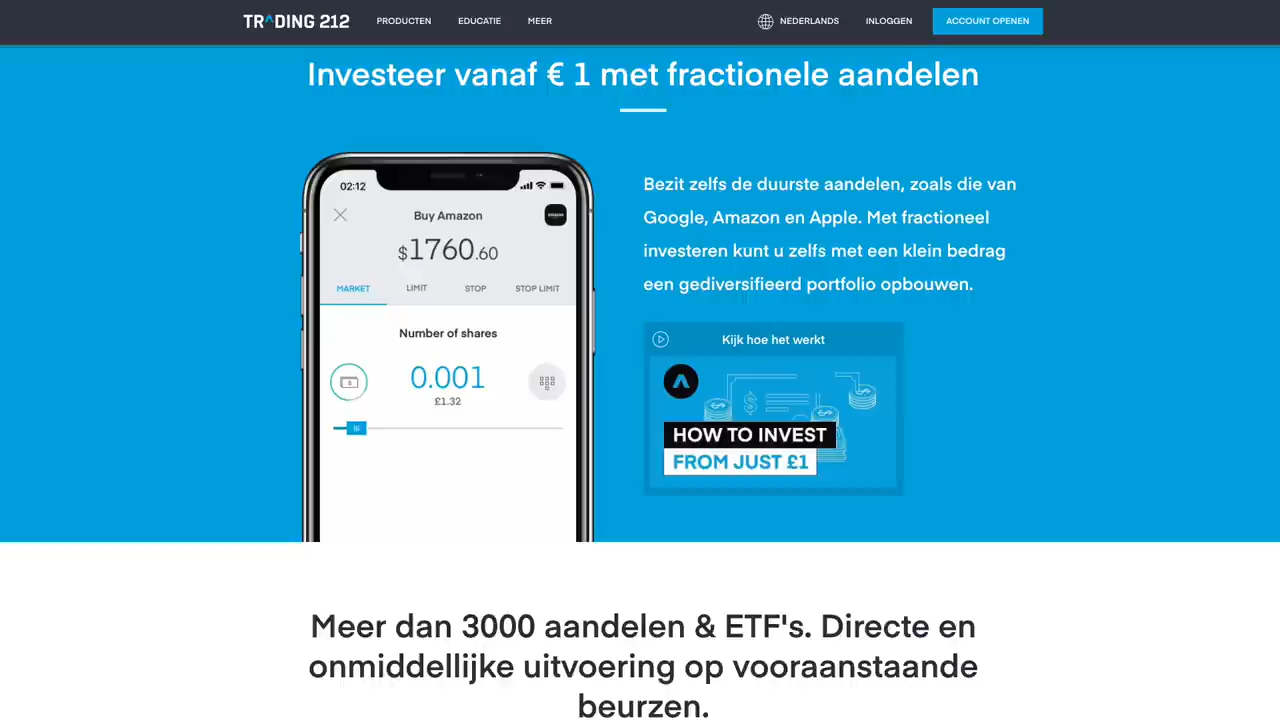 TRADING 212
PRODUCTEN
EDUCATIE
MEER
NEDERLANDS
INLOGGEN
ACCOUNT OPENEN
Investeer vanaf € 1 met fractionele aandelen
02:12
Buy Amazon
$1760.60
MARKET
LIMIT
STOP
STOP LIMIT
Number of shares
0.001
£1.32
Bezit zelfs de duurste aandelen, zoals die van
Google, Amazon en Apple. Met fractioneel
investeren kunt u zelfs met een klein bedrag
een gediversifieerd portfolio opbouwen.
Kijk hoe het werkt
HOW TO INVEST
FROM JUST £1
Meer dan 3000 aandelen & ETF's. Directe en
onmiddellijke uitvoering op vooraanstaande
beurzen.